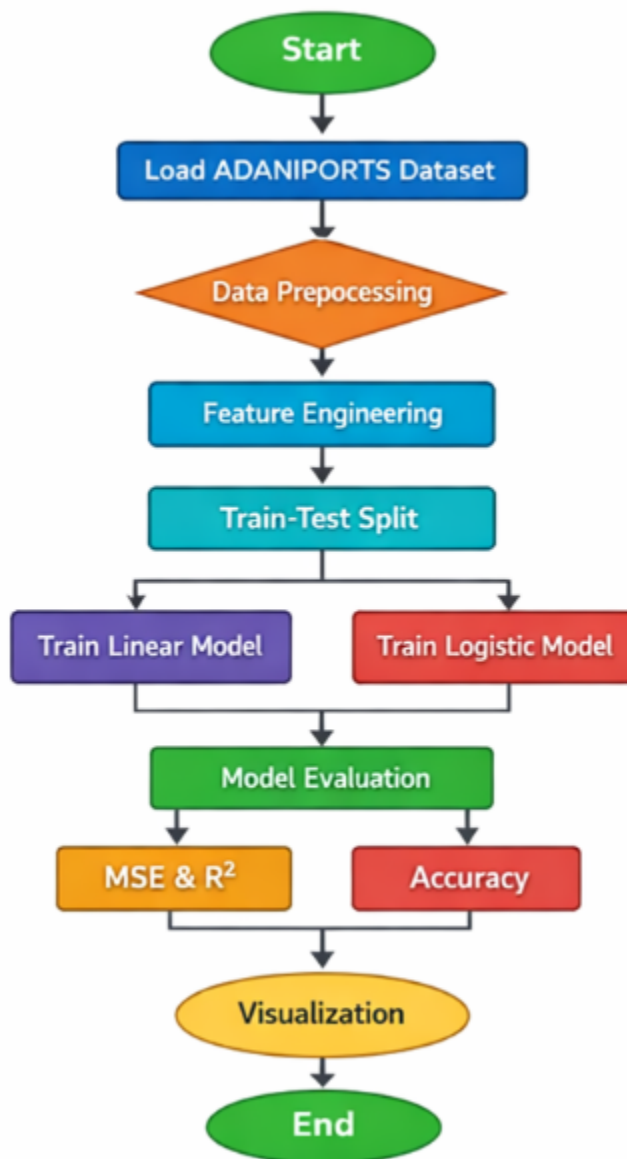 Start
Load ADANIPORTS Dataset
Data Prepocessing
Feature Engineering
Train-Test Split
Train Linear Model
Train Logistic Model
Model Evaluation
MSE & R²
Accuracy
Visualization
End